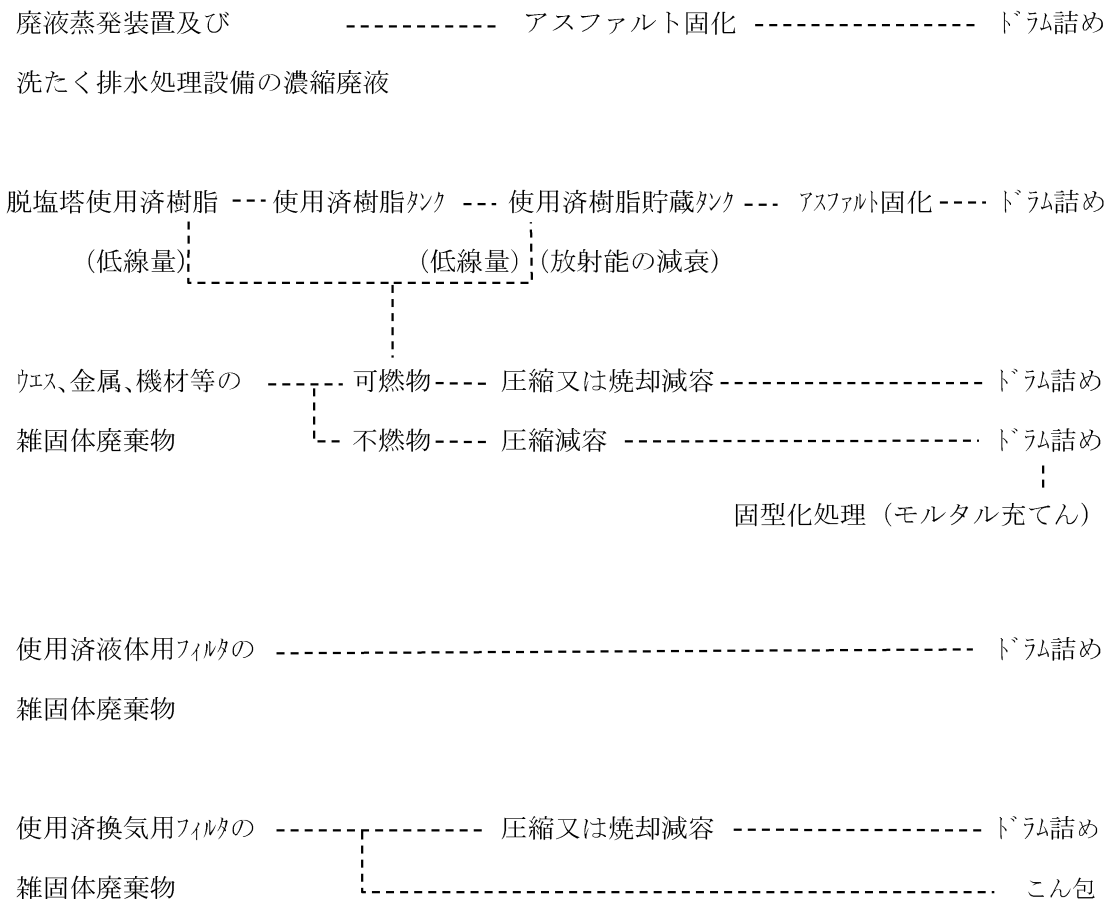 廃液蒸発装置及び アスファルト固化 ドラム詰め
洗たく排水処理設備の濃縮廃液
脱塩塔使用済樹脂 使用済樹脂タンク 使用済樹脂貯蔵タンク アスファルト固化 ドラム詰め
(低線量) (低線量) (放射能の減衰)
ウエス、金属、機材等の 可燃物 圧縮又は焼却減容 ドラム詰め
雑固体廃棄物 不燃物 圧縮減容 ドラム詰め
固型化処理(モルタル充てん)
使用済液体用フィルタの ドラム詰め
雑固体廃棄物
使用済換気用フィルタの 圧縮又は焼却減容 ドラム詰め
雑固体廃棄物 こん包